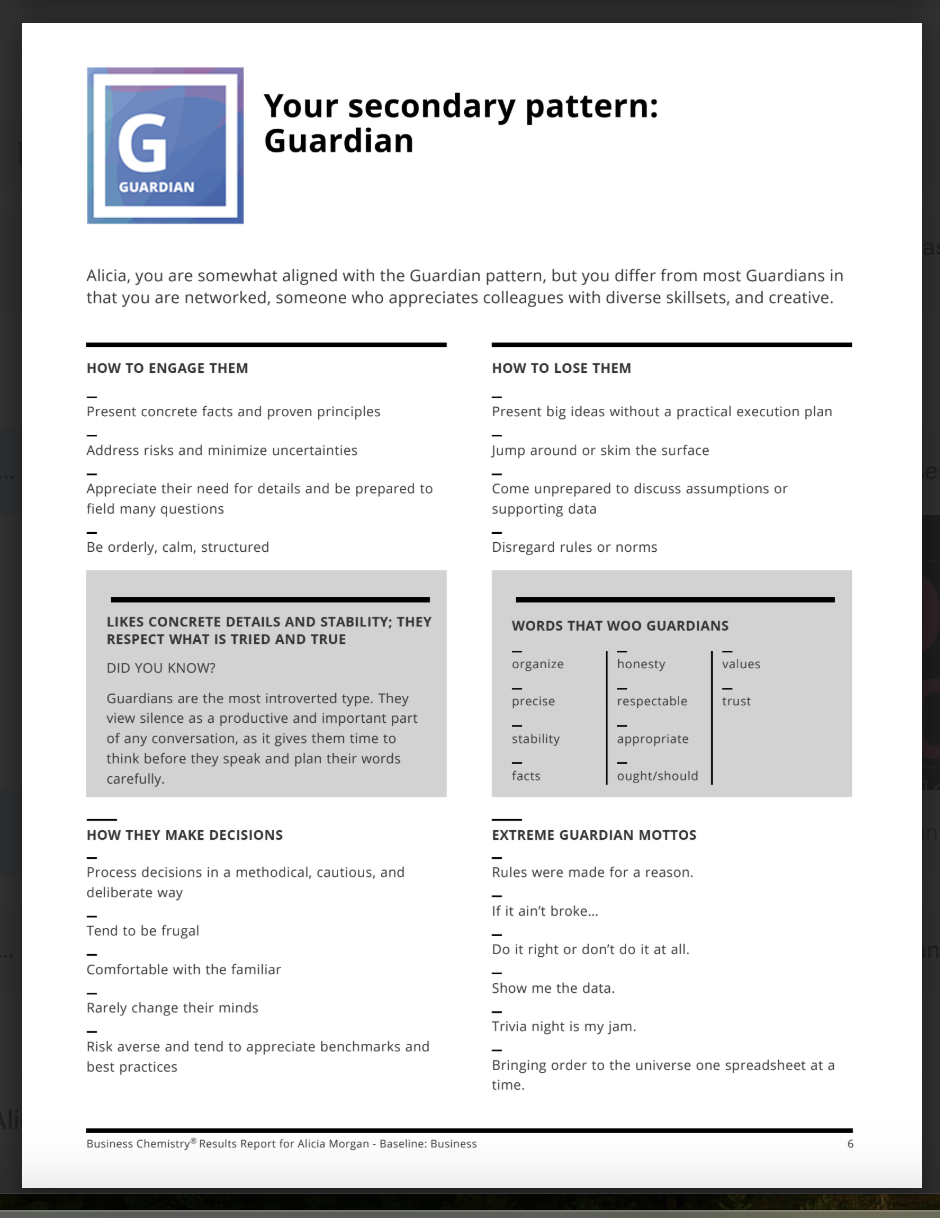 G
GUARDIAN
Your secondary pattern:
Guardian
Alicia, you are somewhat aligned with the Guardian pattern, but you differ from most Guardians in
that you are networked, someone who appreciates colleagues with diverse skillsets, and creative.
HOW TO ENGAGE THEM
Present concrete facts and proven principles
Address risks and minimize uncertainties
Appreciate their need for details and be prepared to
field many questions
Be orderly, calm, structured
HOW TO LOSE THEM
Present big ideas without a practical execution plan
Jump around or skim the surface
Come unprepared to discuss assumptions or
supporting data
Disregard rules or norms
LIKES CONCRETE DETAILS AND STABILITY; THEY
RESPECT WHAT IS TRIED AND TRUE
DID YOU KNOW?
Guardians are the most introverted type. They
view silence as a productive and important part
of any conversation, as it gives them time to
think before they speak and plan their words
carefully.
WORDS THAT WOO GUARDIANS
organize
precise
stability
facts
honesty
respectable
appropriate
ought/should
values
trust
HOW THEY MAKE DECISIONS
Process decisions in a methodical, cautious, and
deliberate way
Tend to be frugal
Comfortable with the familiar
Rarely change their minds
Risk averse and tend to appreciate benchmarks and
best practices
EXTREME GUARDIAN MOTTOS
Rules were made for a reason.
If it ain’t broke…
Do it right or don’t do it at all.
Show me the data.
Trivia night is my jam.
Bringing order to the universe one spreadsheet at a
time.
Business Chemistry® Results Report for Alicia Morgan - Baseline: Business
6